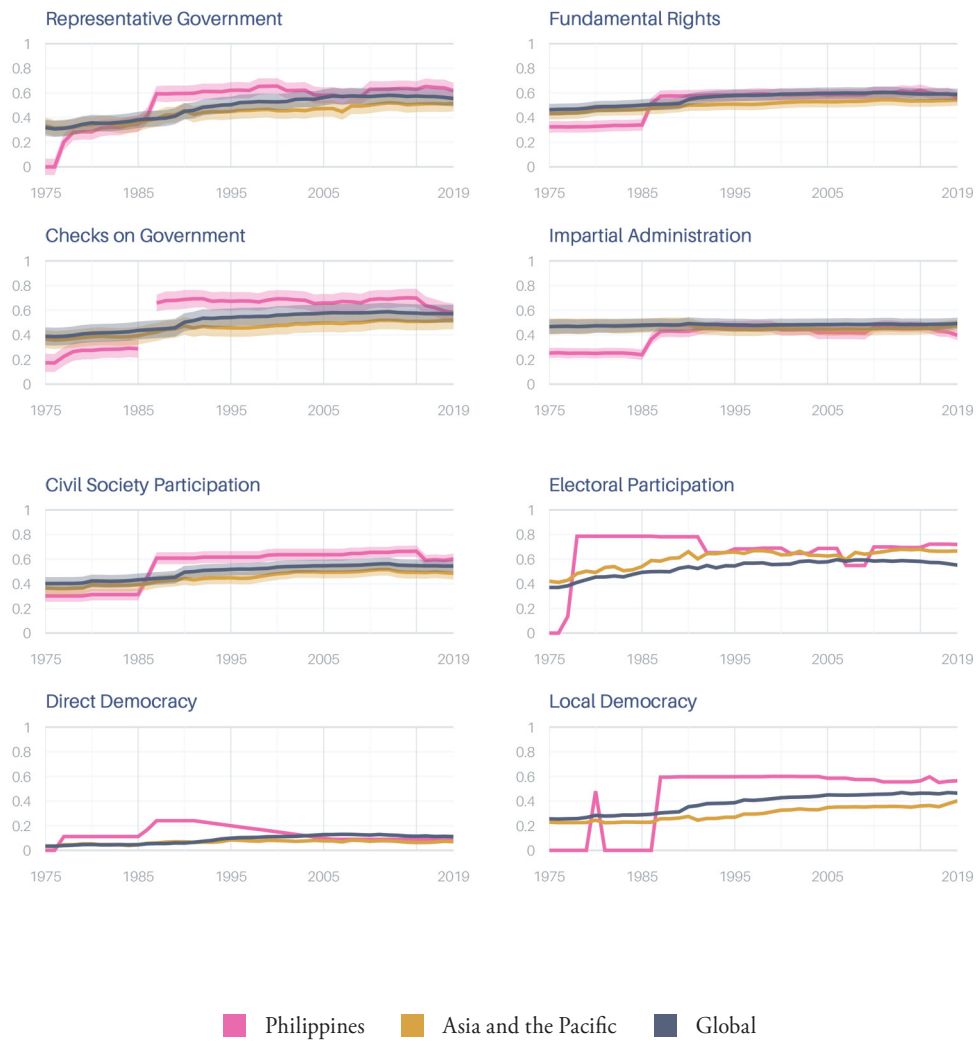 Representative Government
1
0.8
0.6
0.4
0.2
0
1975 1985 1995 2005 2019
Fundamental Rights
1
0.8
0.6
0.4
0.2
0
1975 1985 1995 2005 2019
Checks on Government
1
0.8
0.6
0.4
0.2
0
1975 1985 1995 2005 2019
Impartial Administration
1
0.8
0.6
0.4
0.2
0
1975 1985 1995 2005 2019
Civil Society Participation
1
0.8
0.6
0.4
0.2
0
1975 1985 1995 2005 2019
Electoral Participation
1
0.8
0.6
0.4
0.2
0
1975 1985 1995 2005 2019
Direct Democracy
1
0.8
0.6
0.4
0.2
0
1975 1985 1995 2005 2019
Local Democracy
1
0.8
0.6
0.4
0.2
0
1975 1985 1995 2005 2019
Philippines Asia and the Pacific Global